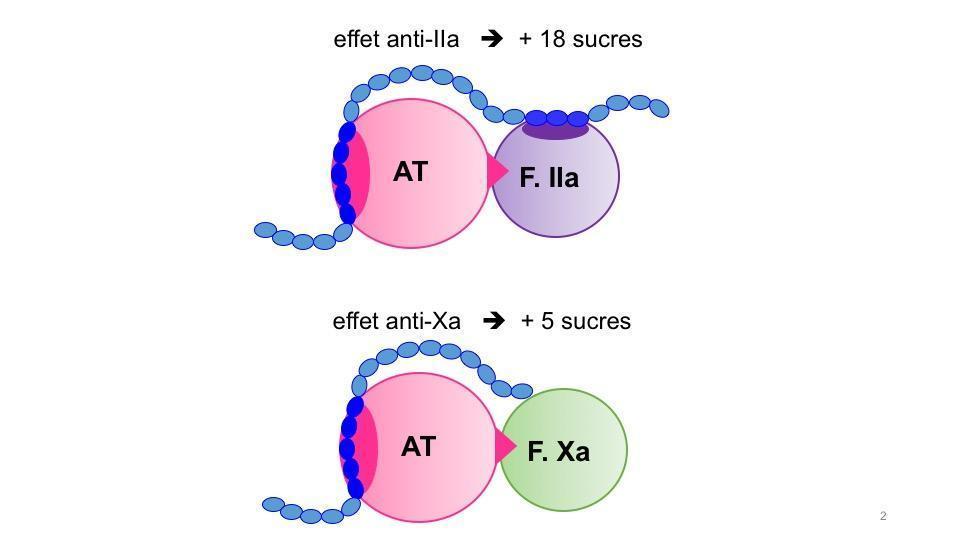 effet anti-IIa ➔ + 18 sucres
AT
F. IIa
effet anti-Xa ➔ + 5 sucres
AT
F. Xa
2